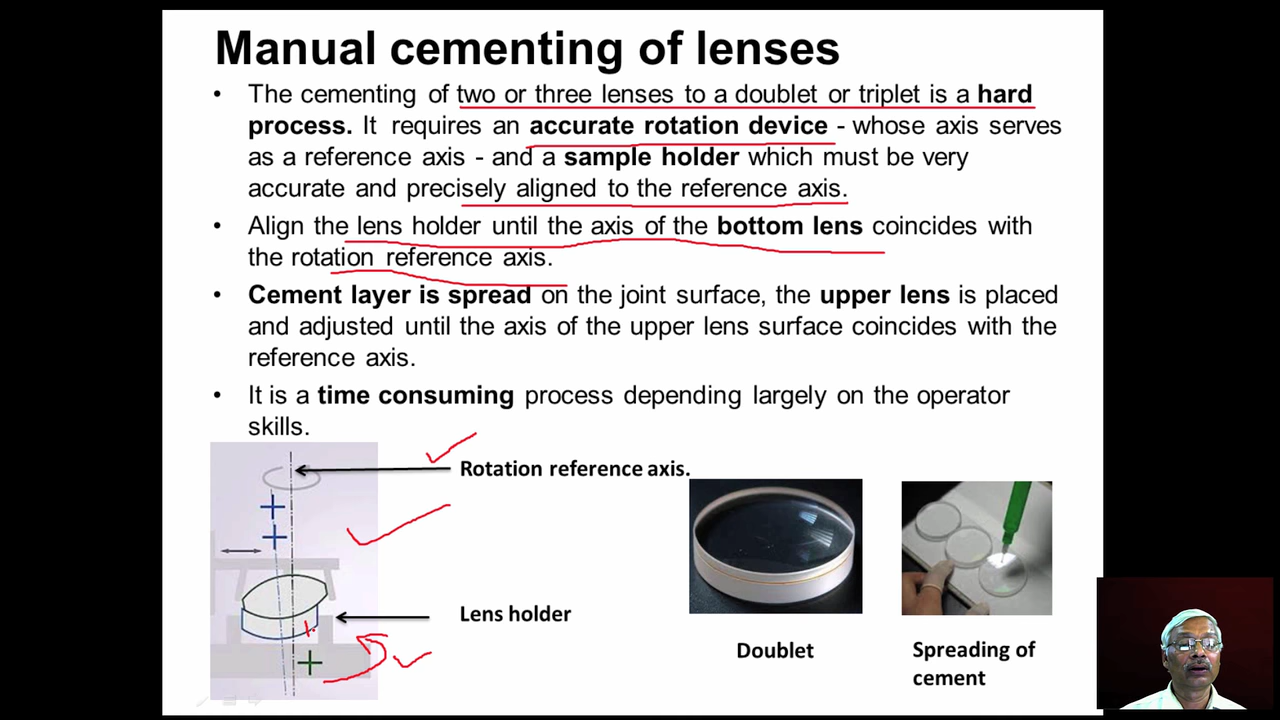 Manual cementing of lenses
• The cementing of two or three lenses to a doublet or triplet is a hard
process. It requires an accurate rotation device - whose axis serves
as a reference axis - and a sample holder which must be very
accurate and precisely aligned to the reference axis.
• Align the lens holder until the axis of the bottom lens coincides with
the rotation reference axis.
• Cement layer is spread on the joint surface, the upper lens is placed
and adjusted until the axis of the upper lens surface coincides with the
reference axis.
• It is a time consuming process depending largely on the operator
skills.
Rotation reference axis.
Lens holder
Doublet
Spreading of
cement